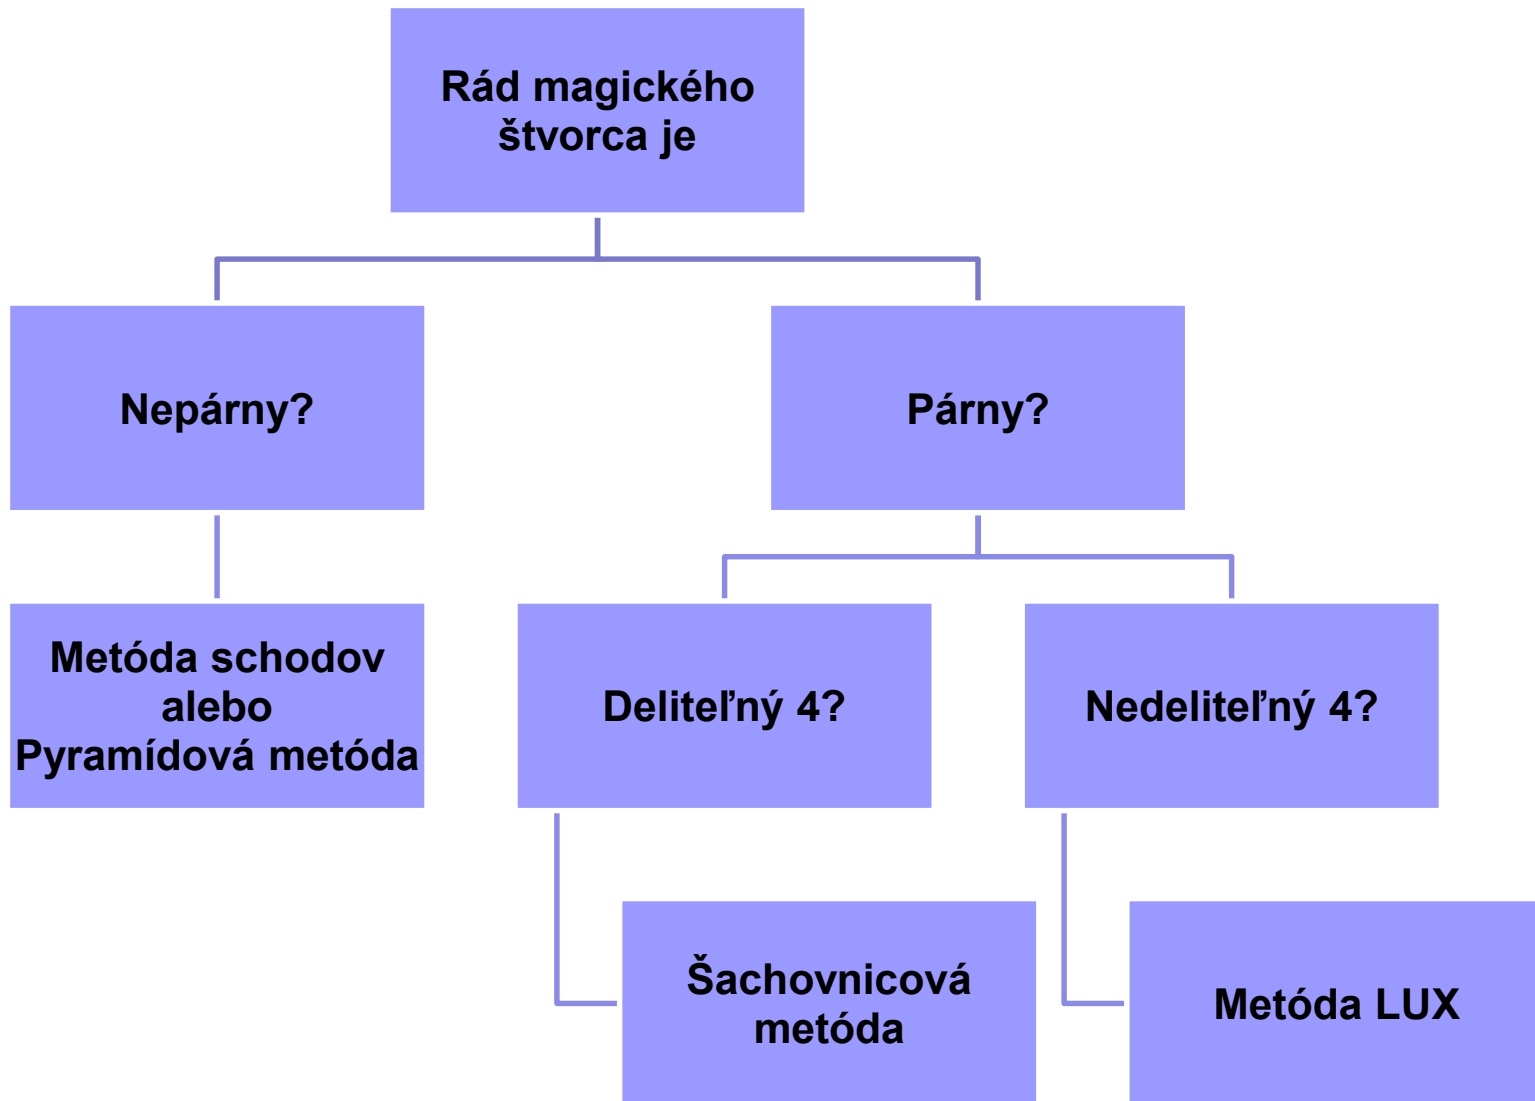 Rád magického
štvorca je
Nepárny?
Párny?
Metóda schodov
alebo
Pyramídová metóda
Deliteľný 4?
Nedeliteľný 4?
Šachovnicová
metóda
Metóda LUX